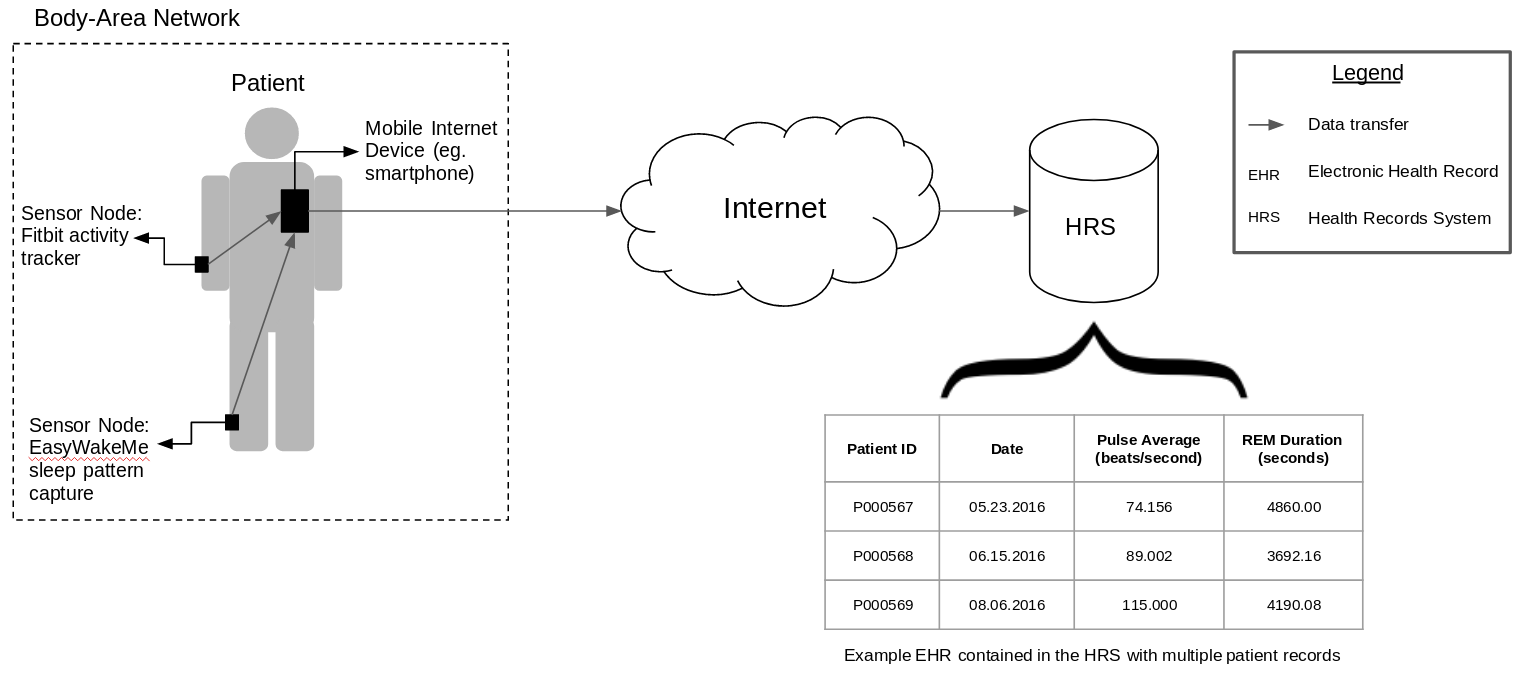 Body-Area Network
Patient
Mobile Internet
Device (eg.
smartphone)
Sensor Node:
Fitbit activity
tracker
Sensor Node:
EasyWakeMe
sleep pattern
capture
Internet
HRS
Legend
Data transfer
EHR Electronic Health Record
HRS Health Records System
Patient ID Date Pulse Average (beats/second) REM Duration (seconds)
P000567 05.23.2016 74.156 4860.00
P000568 06.15.2016 89.002 3692.16
P000569 08.06.2016 115.000 4190.08
Example EHR contained in the HRS with multiple patient records